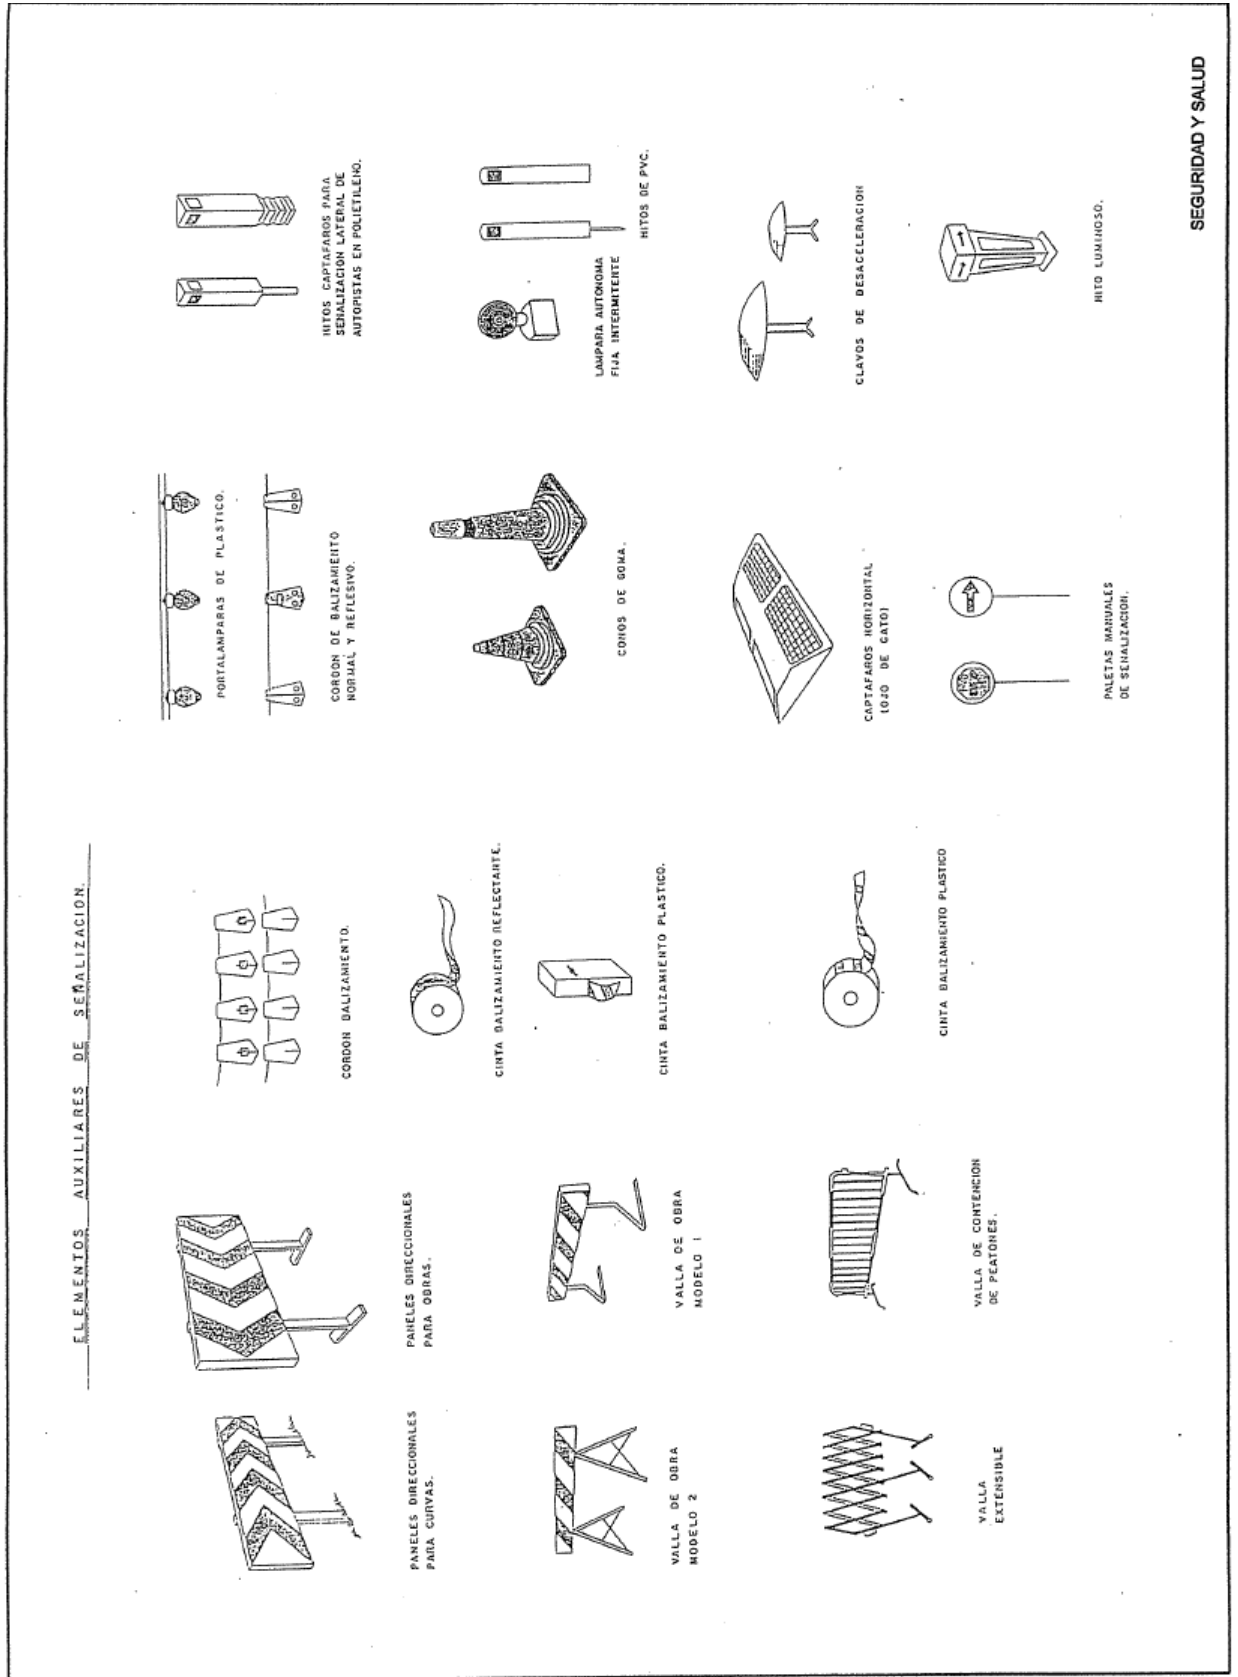 ELEMENTOS AUXILIARES DE SEÑALIZACION.
PANELES DIRECCIONALES
PARA CURVAS.
PANELES DIRECCIONALES
PARA OBRAS.
CORDON BALIZAMIENTO.
PORTALAMPARAS DE PLASTICO.
CORDON DE BALIZAMIENTO
NORMAL Y REFLESIVO.
HITOS CAPTAFAROS PARA
SENALIZACION LATERAL DE
AUTOPISTAS EN POLIETILENO.
VALLA DE OBRA
MODELO 2
VALLA DE OBRA
MODELO 1
CINTA BALIZAMIENTO REFLECTANTE.
CINTA BALIZAMIENTO PLASTICO.
CONOS DE GOMA.
LAMPARA AUTONOMA
FIJA INTERMITENTE
HITOS DE PVC.
VALLA
EXTENSIBLE
VALLA DE CONTENCION
DE PEATONES.
CINTA BALIZAMIENTO PLASTICO
CAPTAFAROS HORIZONTAL
(OJO DE GATO)
CLAVOS DE DESACELERACION
PALETAS MANUALES
DE SENALIZACION.
HITO LUMINOSO.
SEGURIDAD Y SALUD